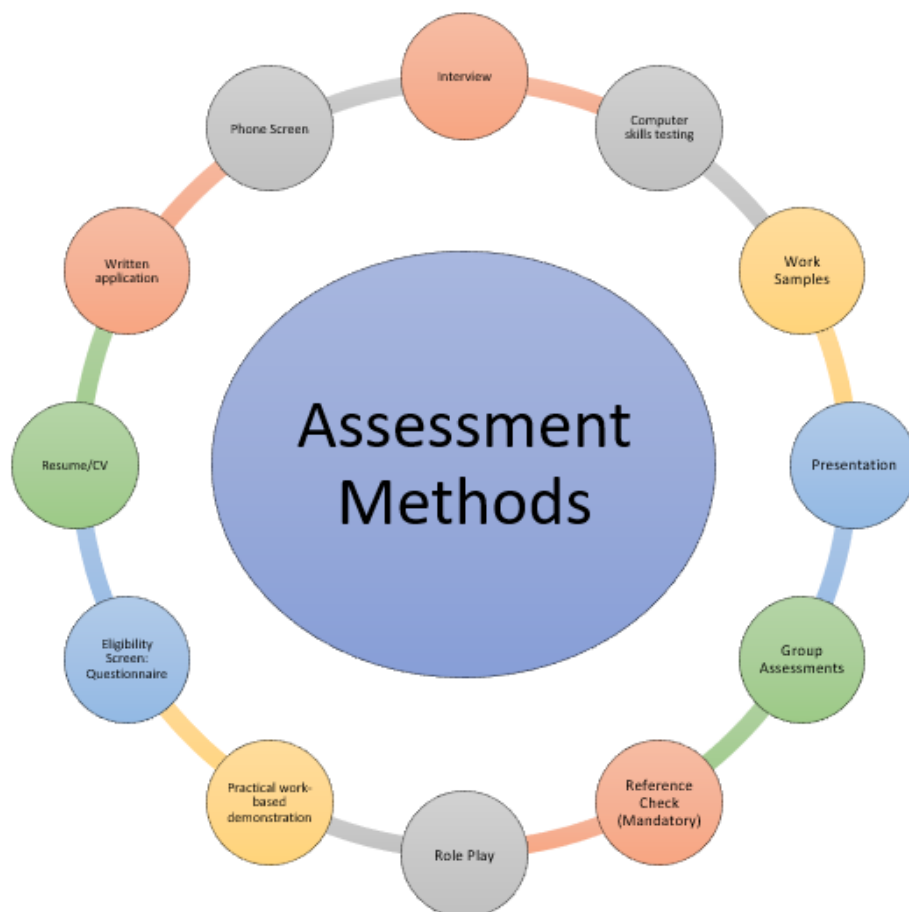 Interview
Computer
skills testing
Work
Samples
Presentation
Group
Assessments
Reference
Check
(Mandatory)
Role Play
Practical work-
based
demonstration
Eligibility
Screen:
Questionnaire
Resume/CV
Written
application
Phone Screen
Assessment
Methods